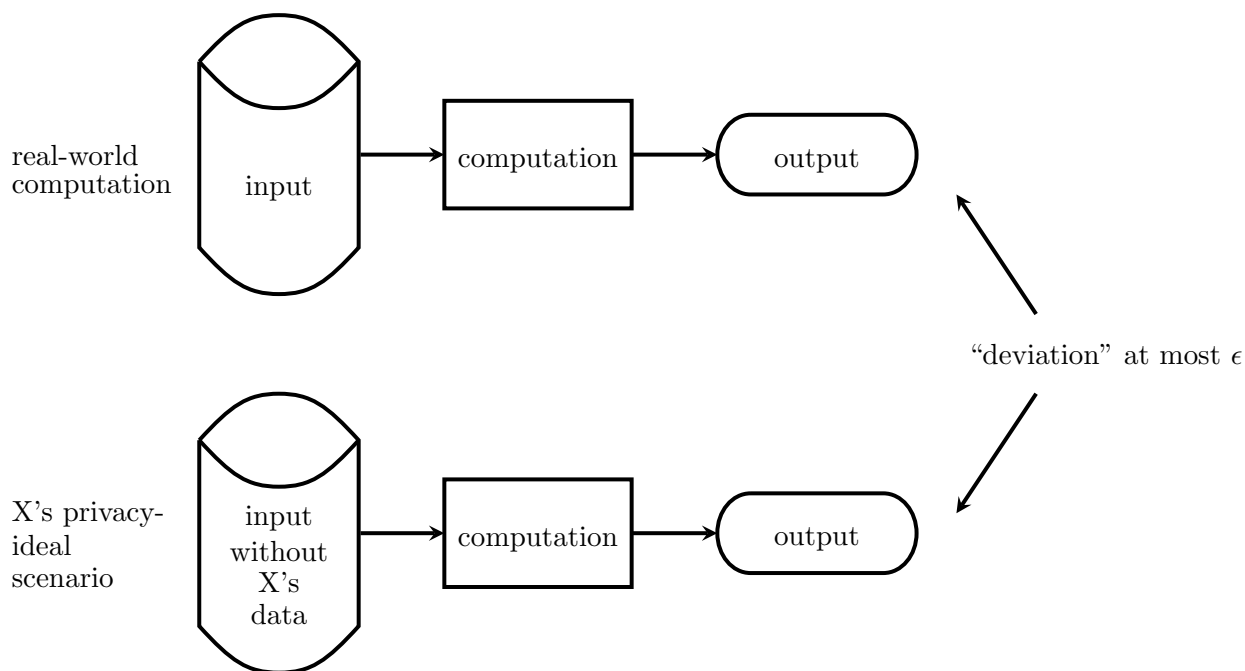 real-world
computation
input
computation
output
“deviation” at most ϵ
X's privacy-
ideal
scenario
input
without
X's
data
computation
output